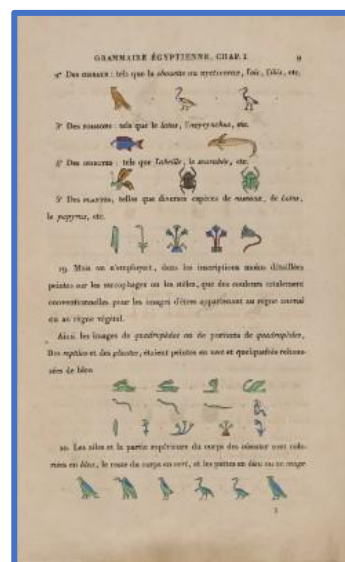 GRAMMAIRE ÉGYPTIENNE, CHAP. I. 9
Des OISEAUX : tels que la chouette ou nycticorax, l'oie, l'ibis, etc.
3° Des POISSONS : tels que le latus, l'oxyrynchus, etc.
Des INSECTES : tels que l'abeille, le scarabée, etc.
5° Des PLANTES, telles que diverses espèces de roseaux, de lotus,
le papyrus, etc.
19. Mais on n'employait, dans les inscriptions moins détaillées
peintes sur les sarcophages ou les stèles, que des couleurs totalement
conventionnelles pour les images d'êtres appartenant au règne animal
ou au règne végétal.
Ainsi les images de quadrupèdes ou de portions de quadrupèdes,
Des reptiles et des plantes, étaient peintes en vert et quelquefois rehaus-
sées de bleu
20. Les ailes et la partie supérieure du corps des oiseaux sont colo-
riées en bleu, le reste du corps en vert, et les pattes en bleu ou en rouge